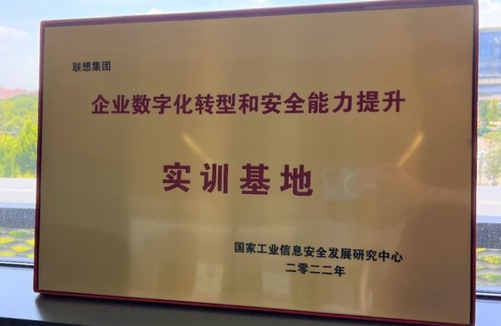 联想集团
企业数字化转型和安全能力提升
实训基地
国家工业信息安全发展研究中心
二零二二年